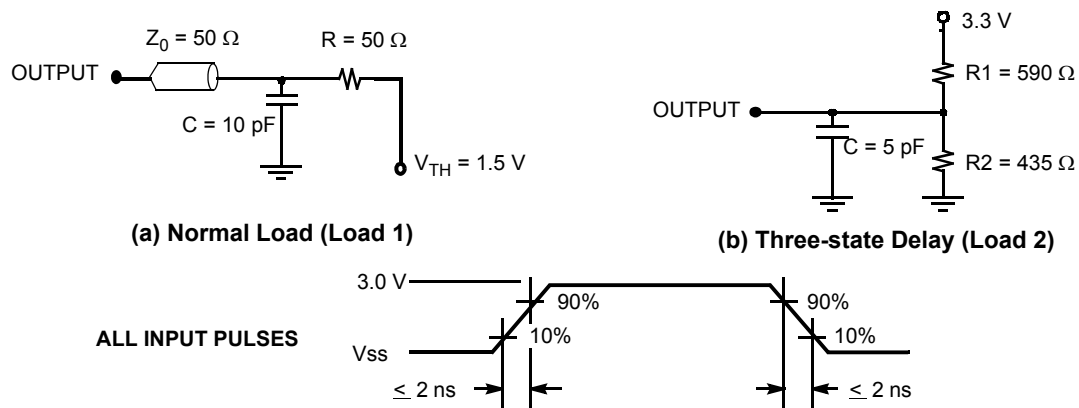 Z0 = 50 Ω
R = 50 Ω
OUTPUT
C = 10 pF
VTH = 1.5 V
(a) Normal Load (Load 1)
3.3 V
R1 = 590 Ω
OUTPUT
C = 5 pF
R2 = 435 Ω
(b) Three-state Delay (Load 2)
3.0 V
90%
90%
ALL INPUT PULSES
10%
10%
Vss
≤ 2 ns
≤ 2 ns